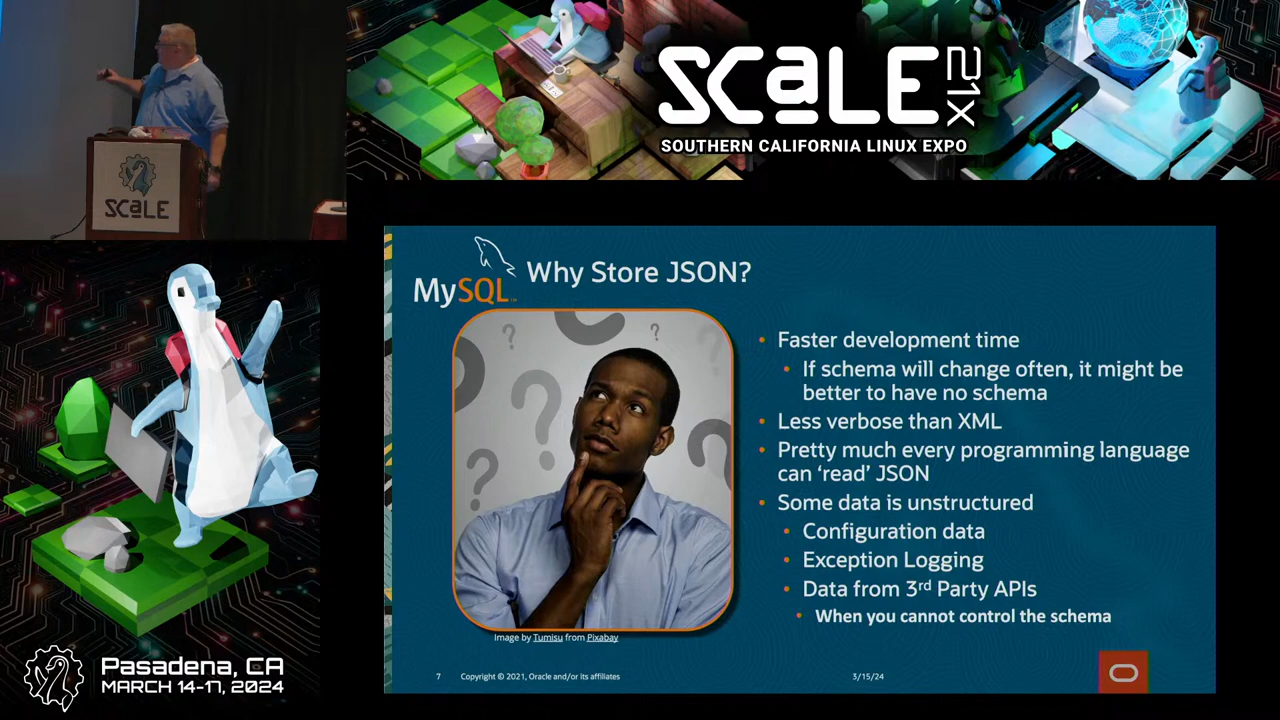 SCALE
21X
SOUTHERN CALIFORNIA LINUX EXPO
SCALE
MySQL
Why Store JSON?
• Faster development time
• If schema will change often, it might be
better to have no schema
• Less verbose than XML
• Pretty much every programming language
can ‘read’ JSON
• Some data is unstructured
• Configuration data
• Exception Logging
• Data from 3rd Party APIs
• When you cannot control the schema
Image by Tumisu from Pixabay
7 Copyright © 2021, Oracle and/or its affiliates 3/15/24
Pasadena, CA
MARCH 14-17, 2024